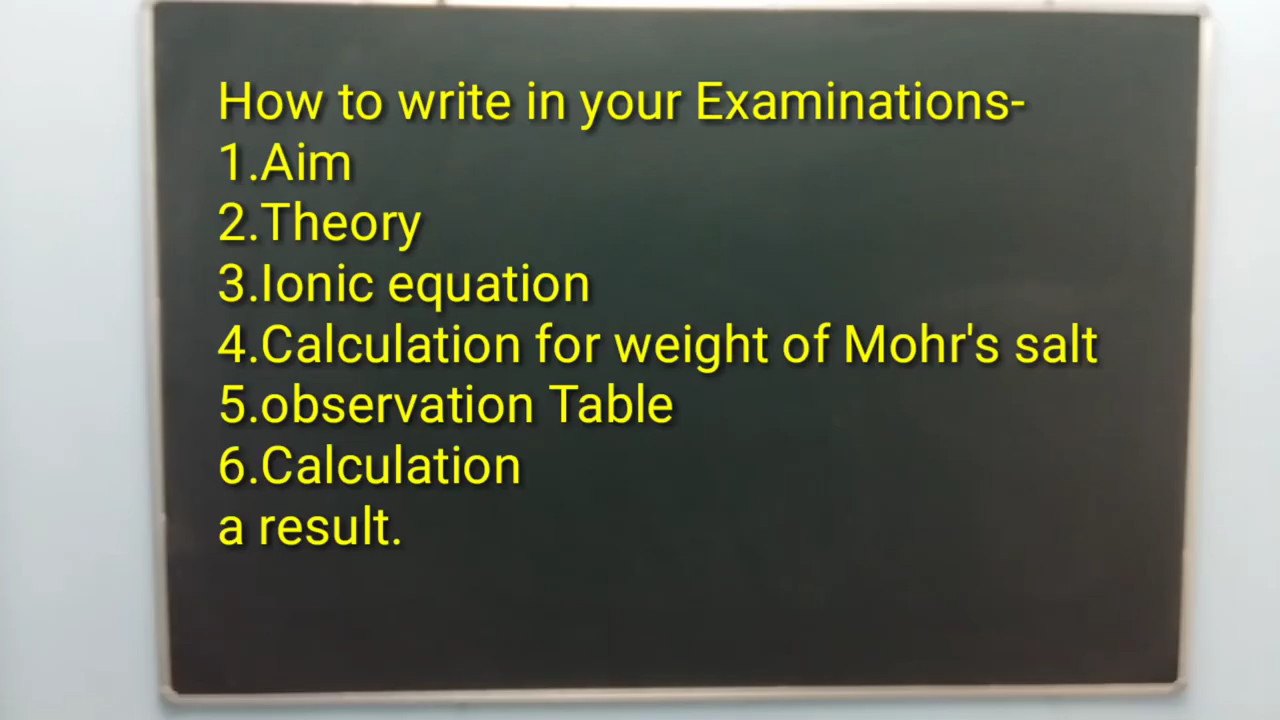 How to write in your Examinations-
1.Aim
2.Theory
3.Ionic equation
4.Calculation for weight of Mohr's salt
5.observation Table
6.Calculation
a result.